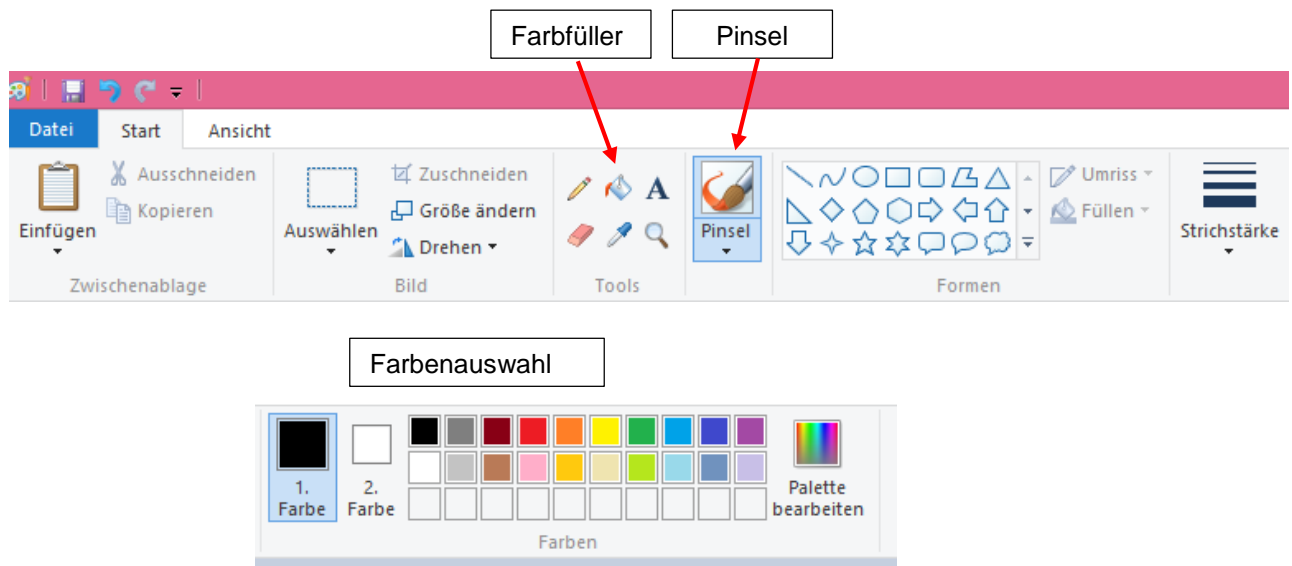 Farbfüller
Pinsel
Datei Start Ansicht
Einfügen
Ausschneiden
Kopieren
Zwischenablage
Auswählen
Zuschneiden
Größe ändern
Drehen
Bild
A
Tools
Pinsel
Umriss
Füllen
Formen
Strichstärke
Farbenauswahl
1.
Farbe
2.
Farbe
Palette
bearbeiten
Farben